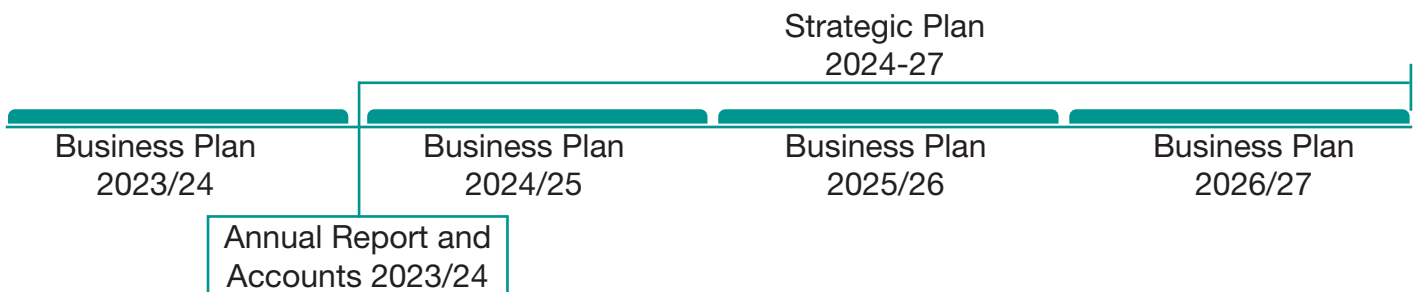 Strategic Plan
2024-27
Business Plan
2023/24
Business Plan
2024/25
Business Plan
2025/26
Business Plan
2026/27
Annual Report and
Accounts 2023/24